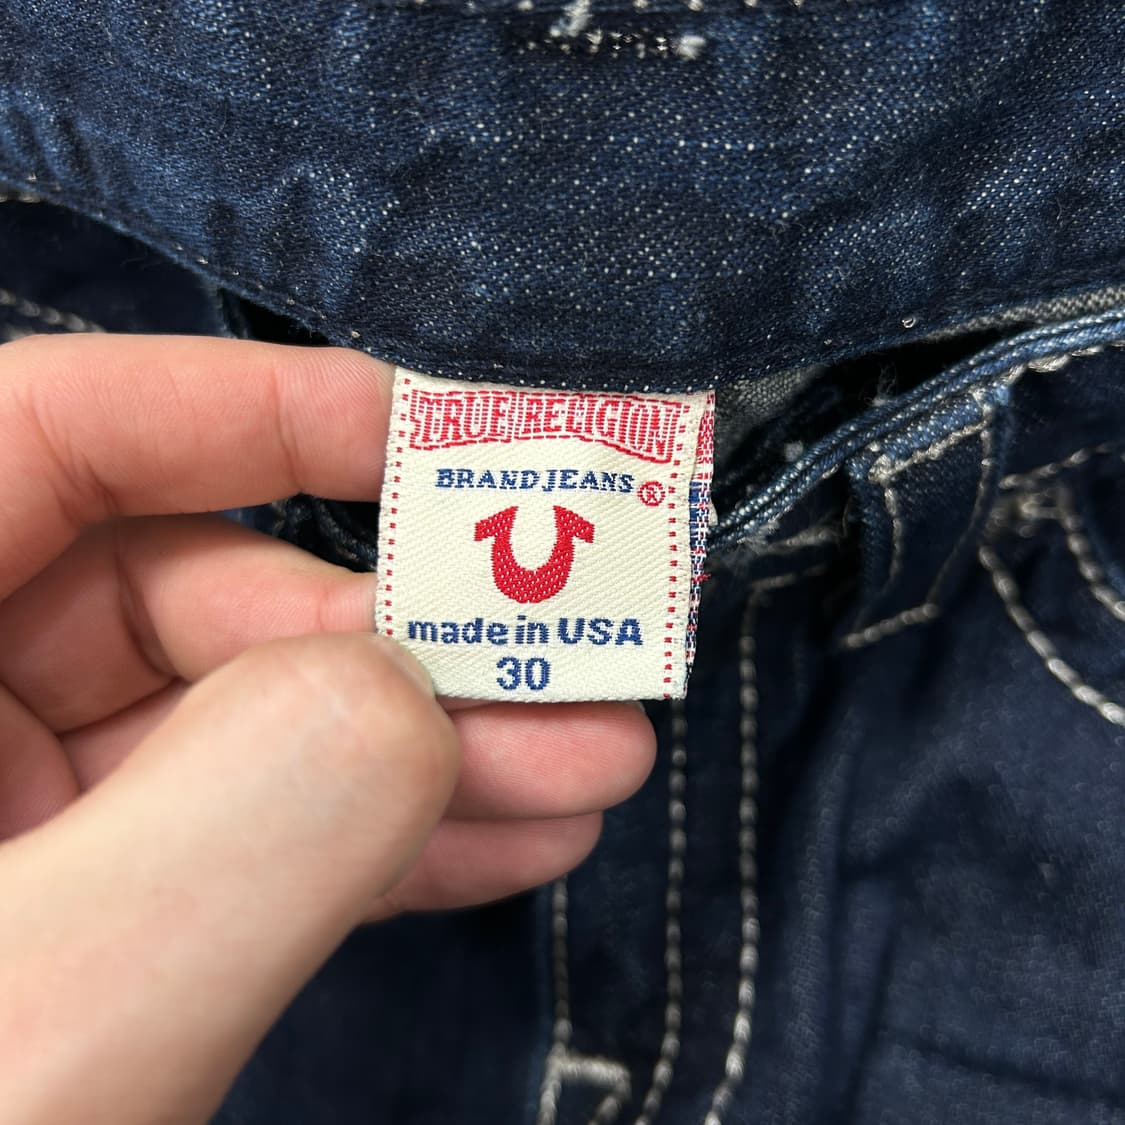 TRUE RELIGION
BRAND JEANS ®
made in USA
30